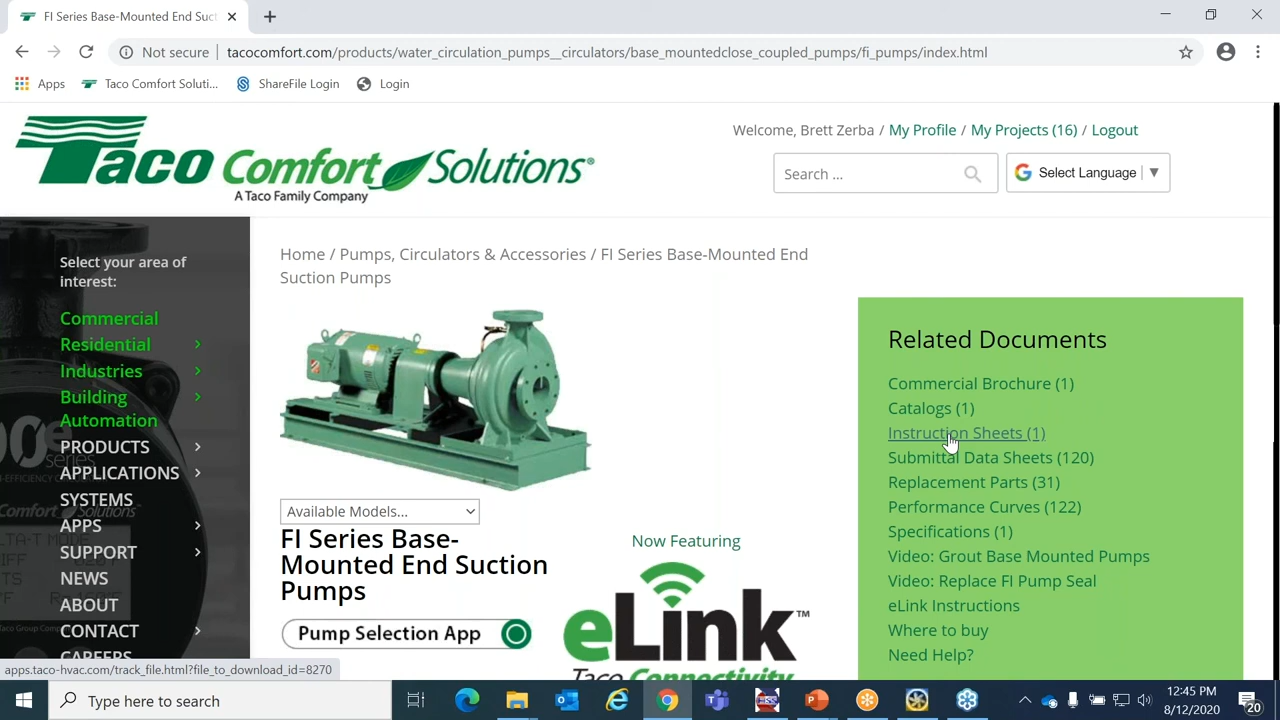 FI Series Base-Mounted End Suct
Not secure
tacocomfort.com/products/water_circulation_pumps__circulators/base_mountedclose_coupled_pumps/fi_pumps/index.html
Apps
Taco Comfort Soluti...
ShareFile Login
Login
Taco Comfort Solutions®
A Taco Family Company
Welcome, Brett Zerba / My Profile / My Projects (16) / Logout
Search ...
Select Language ▼
Select your area of
interest:
Commercial
Residential
Industries
Building
Automation
PRODUCTS
APPLICATIONS
SYSTEMS
APPS
SUPPORT
NEWS
ABOUT
CONTACT
CAREERS
Home / Pumps, Circulators & Accessories / FI Series Base-Mounted End
Suction Pumps
Available Models...
FI Series Base-
Mounted End Suction
Pumps
Pump Selection App
Now Featuring
eLink™
Taco Connectivity
Related Documents
Commercial Brochure (1)
Catalogs (1)
Instruction Sheets (1)
Submittal Data Sheets (120)
Replacement Parts (31)
Performance Curves (122)
Specifications (1)
Video: Grout Base Mounted Pumps
Video: Replace FI Pump Seal
eLink Instructions
Where to buy
Need Help?
apps.taco-hvac.com/track_file.html?file_to_download_id=8270
Type here to search
12:45 PM
8/12/2020
20